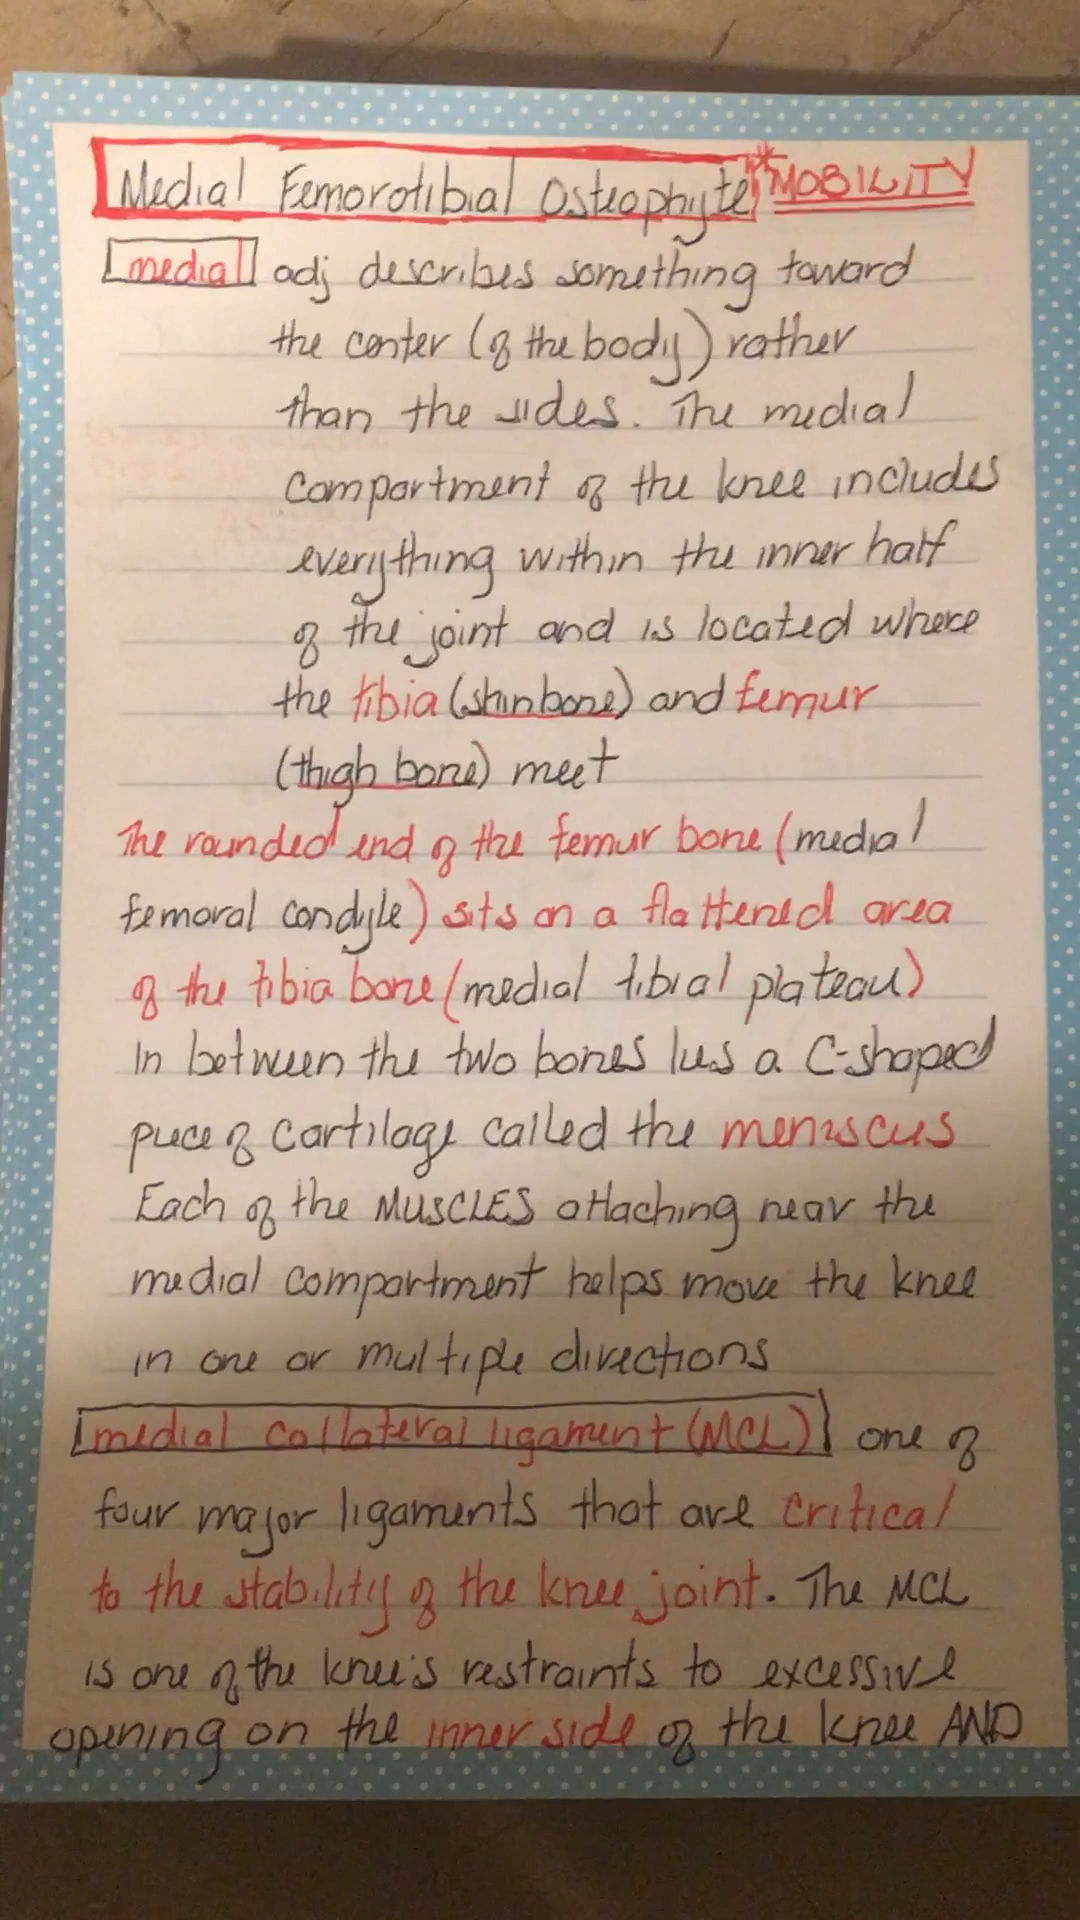 Medial Femorotibial Osteophyte *MOBILITY
medial adj describes something toward
the center (of the body) rather
than the sides. The medial
compartment of the knee includes
everything within the inner half
of the joint and is located where
the tibia (shinbone) and femur
(thigh bone) meet
The rounded end of the femur bone (medial
femoral condyle) sits on a flattened area
of the tibia bone (medial tibial plateau)
In between the two bones lies a C-shaped
piece of cartilage called the meniscus
Each of the MUSCLES attaching near the
medial compartment helps move the knee
in one or multiple directions
medial collateral ligament (MCL) one of
four major ligaments that are critical
to the stability of the knee joint. The MCL
is one of the knee's restraints to excessive
opening on the inner side of the knee AND